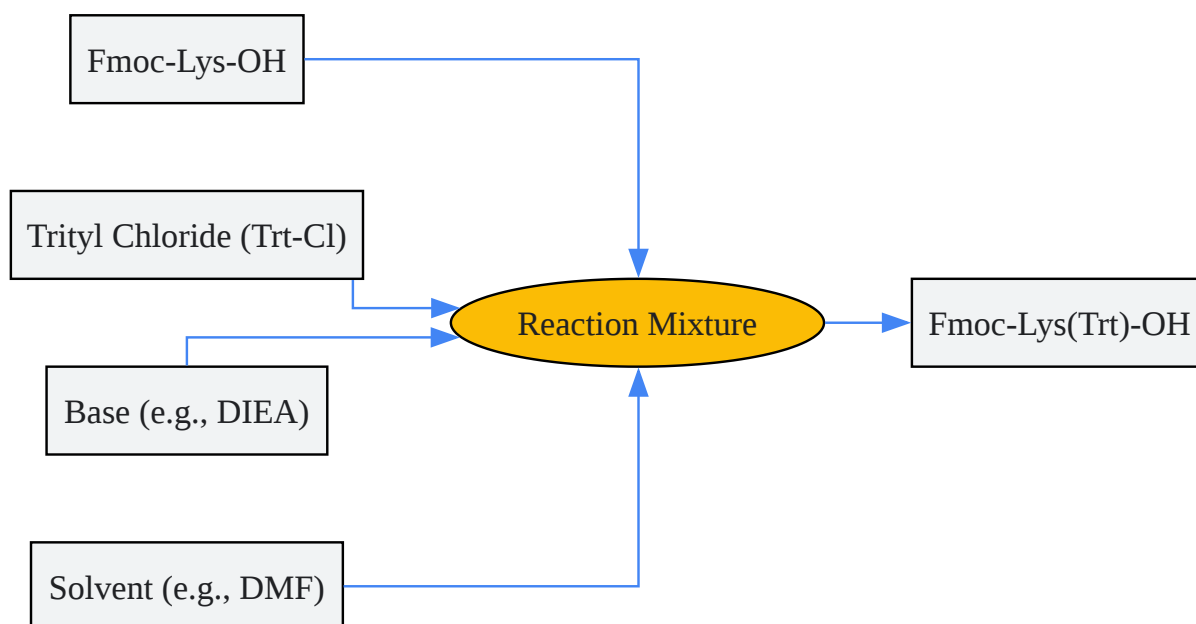 Fmoc-Lys-OH
Trityl Chloride (Trt-Cl)
Reaction Mixture
Fmoc-Lys(Trt)-OH
Base (e.g., DIEA)
Solvent (e.g., DMF)